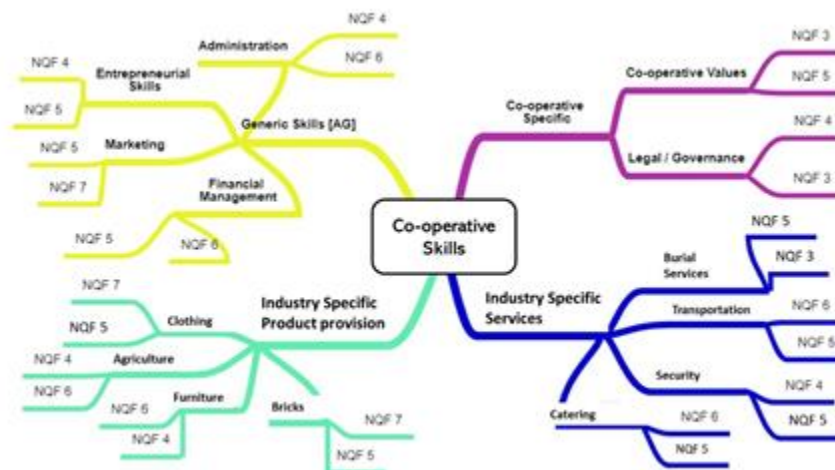 Co-operative
Skills
Generic Skills [AG]
Administration
NQF 4
NQF 6
Entrepreneurial
Skills
NQF 4
NQF 5
Marketing
NQF 5
NQF 7
Financial
Management
NQF 5
NQF 6
Co-operative
Specific
Co-operative Values
NQF 3
NQF 5
Legal / Governance
NQF 4
NQF 3
Industry Specific
Product provision
Clothing
NQF 7
NQF 5
Agriculture
NQF 4
NQF 6
Furniture
NQF 6
NQF 4
Bricks
NQF 7
NQF 5
Industry Specific
Services
Burial
Services
NQF 5
NQF 3
Transportation
NQF 6
NQF 5
Security
NQF 4
NQF 5
Catering
NQF 6
NQF 5